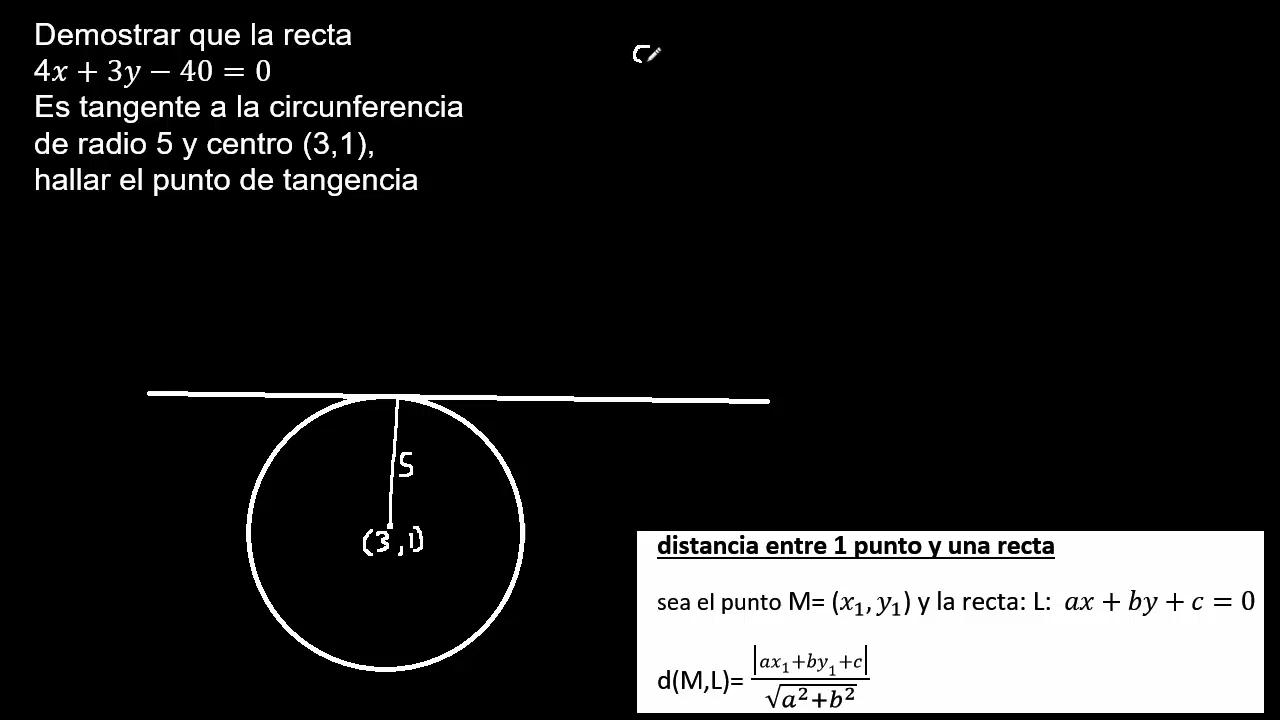 Demostrar que la recta
4x + 3y − 40 = 0
Es tangente a la circunferencia
de radio 5 y centro (3,1),
hallar el punto de tangencia
5
(3,1)
distancia entre 1 punto y una recta
sea el punto M= (x₁, y₁) y la recta: L: ax + by + c = 0
d(M,L)= |ax₁+by₁+c| / √a²+b²